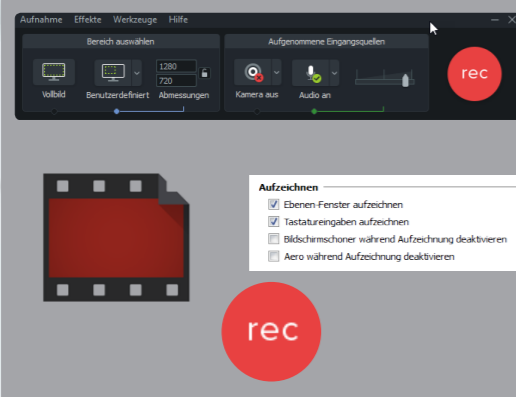 Aufnahme Effekte Werkzeuge Hilfe
Bereich auswählen
Aufgenommene Eingangsquellen
1280
720
Vollbild
Benutzerdefiniert
Abmessungen
Kamera aus
Audio an
rec
Aufzeichnen
Ebenen-Fenster aufzeichnen
Tastatureingaben aufzeichnen
Bildschirmschoner während Aufzeichnung deaktivieren
Aero während Aufzeichnung deaktivieren
rec